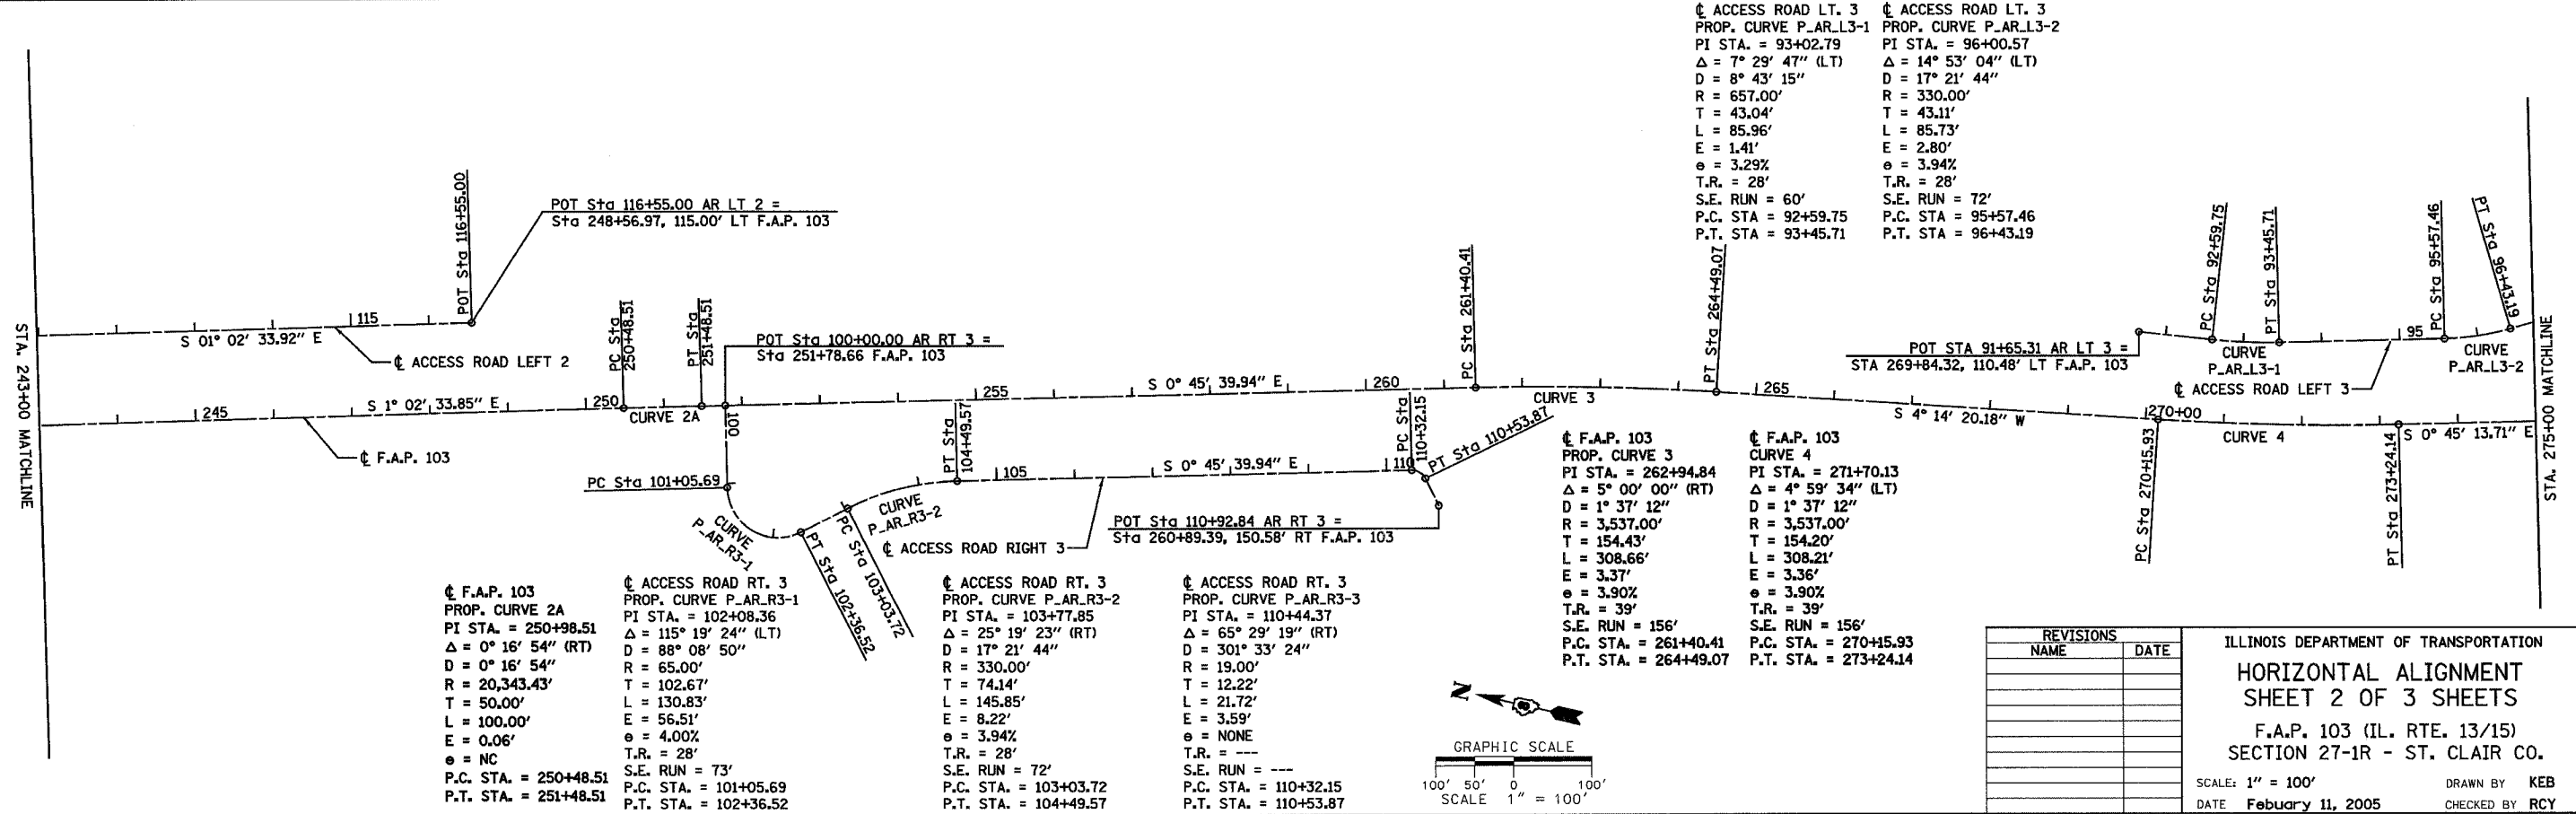 ℄ ACCESS ROAD LT. 3
PROP. CURVE P_AR_L3-1
PI STA. = 93+02.79
Δ = 7° 29' 47" (LT)
D = 8° 43' 15"
R = 657.00'
T = 43.04'
L = 85.96'
E = 1.41'
e = 3.29%
T.R. = 28'
S.E. RUN = 60'
P.C. STA = 92+59.75
P.T. STA = 93+45.71
℄ ACCESS ROAD LT. 3
PROP. CURVE P_AR_L3-2
PI STA. = 96+00.57
Δ = 14° 53' 04" (LT)
D = 17° 21' 44"
R = 330.00'
T = 43.11'
L = 85.73'
E = 2.80'
e = 3.94%
T.R. = 28'
S.E. RUN = 72'
P.C. STA = 95+57.46
P.T. STA = 96+43.19
STA. 243+00 MATCHLINE
POT Sta 116+55.00
POT Sta 116+55.00 AR LT 2 =
Sta 248+56.97, 115.00' LT F.A.P. 103
115
S 01° 02' 33.92" E
℄ ACCESS ROAD LEFT 2
245
S 1° 02' 33.85" E
℄ F.A.P. 103
250
PC Sta
250+48.51
CURVE 2A
PT Sta
251+48.51
POT Sta 100+00.00 AR RT 3 =
Sta 251+78.66 F.A.P. 103
100
255
S 0° 45' 39.94" E
260
PC Sta 261+40.41
CURVE 3
PT Sta 264+49.07
265
S 4° 14' 20.18" W
POT STA 91+65.31 AR LT 3 =
STA 269+84.32, 110.48' LT F.A.P. 103
PC Sta 92+59.75
CURVE
P_AR_L3-1
PT Sta 93+45.71
95
℄ ACCESS ROAD LEFT 3
PC Sta 95+57.46
PT Sta 96+43.19
CURVE
P_AR_L3-2
270+00
PC Sta 270+15.93
CURVE 4
PT Sta 273+24.14
S 0° 45' 13.71" E
STA. 275+00 MATCHLINE
PC Sta 101+05.69
CURVE
P_AR_R3-1
PT Sta 102+36.52
PC Sta 103+03.72
CURVE
P_AR_R3-2
PT Sta
104+49.57
105
S 0° 45' 39.94" E
℄ ACCESS ROAD RIGHT 3
110
PC Sta
110+32.15
PT Sta 110+53.87
POT Sta 110+92.84 AR RT 3 =
Sta 260+89.39, 150.58' RT F.A.P. 103
℄ F.A.P. 103
PROP. CURVE 3
PI STA. = 262+94.84
Δ = 5° 00' 00" (RT)
D = 1° 37' 12"
R = 3,537.00'
T = 154.43'
L = 308.66'
E = 3.37'
e = 3.90%
T.R. = 39'
S.E. RUN = 156'
P.C. STA. = 261+40.41
P.T. STA. = 264+49.07
℄ F.A.P. 103
CURVE 4
PI STA. = 271+70.13
Δ = 4° 59' 34" (LT)
D = 1° 37' 12"
R = 3,537.00'
T = 154.20'
L = 308.21'
E = 3.36'
e = 3.90%
T.R. = 39'
S.E. RUN = 156'
P.C. STA. = 270+15.93
P.T. STA. = 273+24.14
℄ F.A.P. 103
PROP. CURVE 2A
PI STA. = 250+98.51
Δ = 0° 16' 54" (RT)
D = 0° 16' 54"
R = 20,343.43'
T = 50.00'
L = 100.00'
E = 0.06'
e = NC
P.C. STA. = 250+48.51
P.T. STA. = 251+48.51
℄ ACCESS ROAD RT. 3
PROP. CURVE P_AR_R3-1
PI STA. = 102+08.36
Δ = 115° 19' 24" (LT)
D = 88° 08' 50"
R = 65.00'
T = 102.67'
L = 130.83'
E = 56.51'
e = 4.00%
T.R. = 28'
S.E. RUN = 73'
P.C. STA. = 101+05.69
P.T. STA. = 102+36.52
℄ ACCESS ROAD RT. 3
PROP. CURVE P_AR_R3-2
PI STA. = 103+77.85
Δ = 25° 19' 23" (RT)
D = 17° 21' 44"
R = 330.00'
T = 74.14'
L = 145.85'
E = 8.22'
e = 3.94%
T.R. = 28'
S.E. RUN = 72'
P.C. STA. = 103+03.72
P.T. STA. = 104+49.57
℄ ACCESS ROAD RT. 3
PROP. CURVE P_AR_R3-3
PI STA. = 110+44.37
Δ = 65° 29' 19" (RT)
D = 301° 33' 24"
R = 19.00'
T = 12.22'
L = 21.72'
E = 3.59'
e = NONE
T.R. = ---
S.E. RUN = ---
P.C. STA. = 110+32.15
P.T. STA. = 110+53.87
N
GRAPHIC SCALE
100' 50' 0 100'
SCALE 1" = 100'
REVISIONS
NAME DATE
ILLINOIS DEPARTMENT OF TRANSPORTATION
HORIZONTAL ALIGNMENT
SHEET 2 OF 3 SHEETS
F.A.P. 103 (IL. RTE. 13/15)
SECTION 27-1R - ST. CLAIR CO.
SCALE: 1" = 100' DRAWN BY KEB
DATE Febuary 11, 2005 CHECKED BY RCY